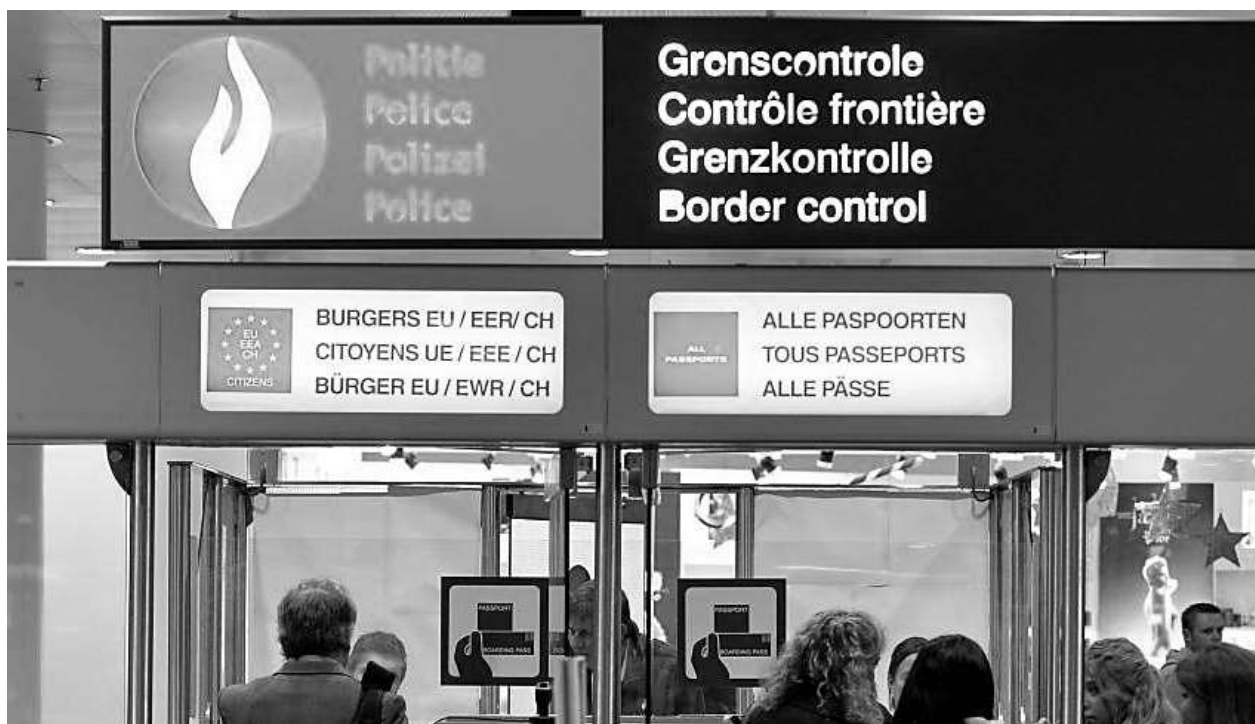 Politie
Police
Polizei
Police
Grenscontrole
Contrôle frontière
Grenzkontrolle
Border control
EU
EEA
CH
CITIZENS
BURGERS EU / EER/ CH
CITOYENS UE / EEE / CH
BÜRGER EU / EWR / CH
ALL
PASSPORTS
ALLE PASPOORTEN
TOUS PASSEPORTS
ALLE PÄSSE
PASSPORT
BOARDING PASS
PASSPORT
BOARDING PASS